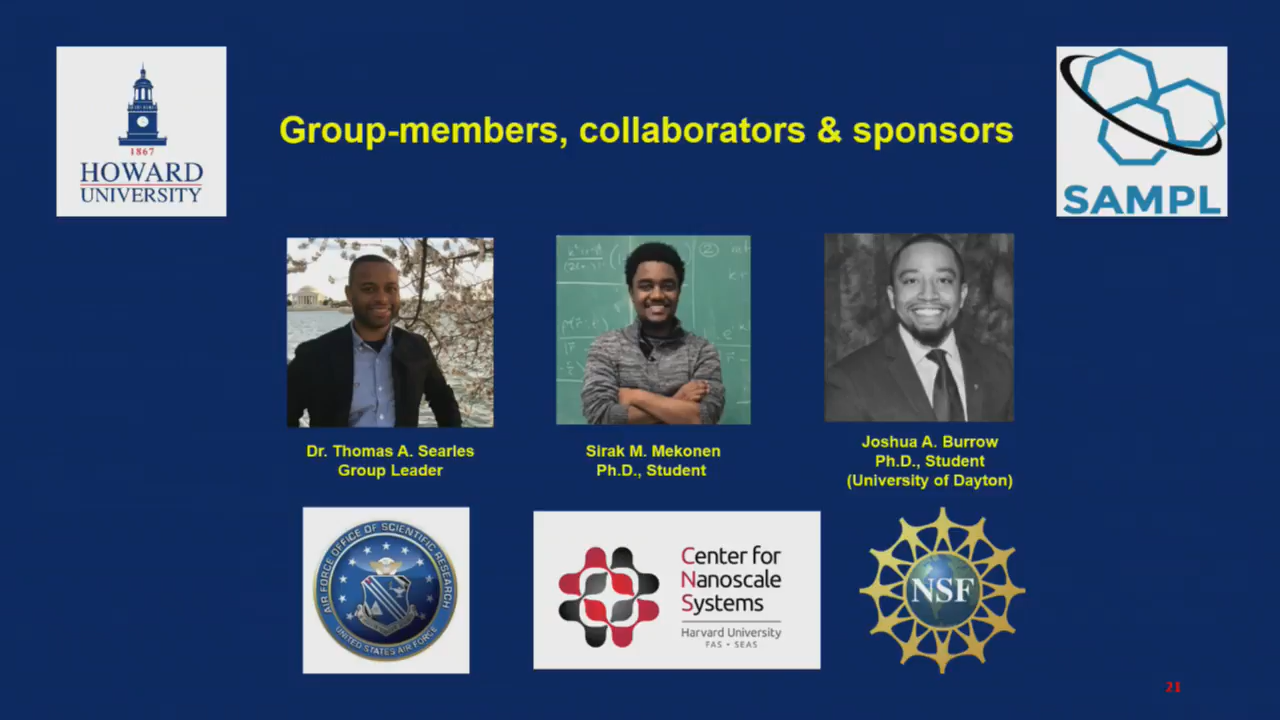 Group-members, collaborators & sponsors
1867
HOWARD
UNIVERSITY
SAMPL
Dr. Thomas A. Searles
Group Leader
Sirak M. Mekonen
Ph.D., Student
Joshua A. Burrow
Ph.D., Student
(University of Dayton)
AIR FORCE OFFICE OF SCIENTIFIC RESEARCH
UNITED STATES AIR FORCE
Center for
Nanoscale
Systems
Harvard University
FAS • SEAS
NSF
21